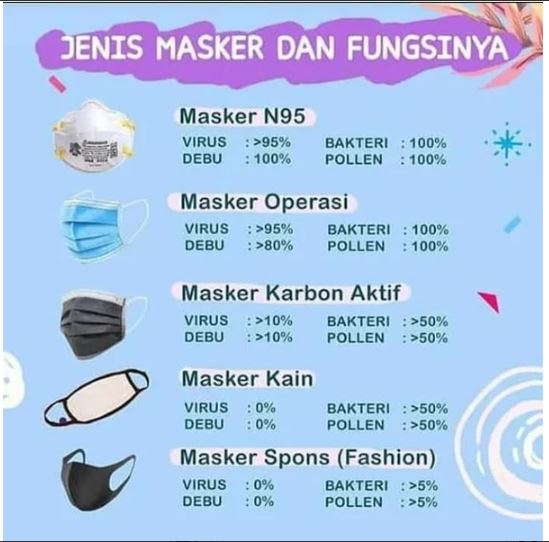 JENIS MASKER DAN FUNGSINYA
Masker N95
VIRUS : >95% BAKTERI : 100%
DEBU : 100% POLLEN : 100%
Masker Operasi
VIRUS : >95% BAKTERI : 100%
DEBU : >80% POLLEN : 100%
Masker Karbon Aktif
VIRUS : >10% BAKTERI : >50%
DEBU : >10% POLLEN : >50%
Masker Kain
VIRUS : 0% BAKTERI : >50%
DEBU : 0% POLLEN : >50%
Masker Spons (Fashion)
VIRUS : 0% BAKTERI : >5%
DEBU : 0% POLLEN : >5%